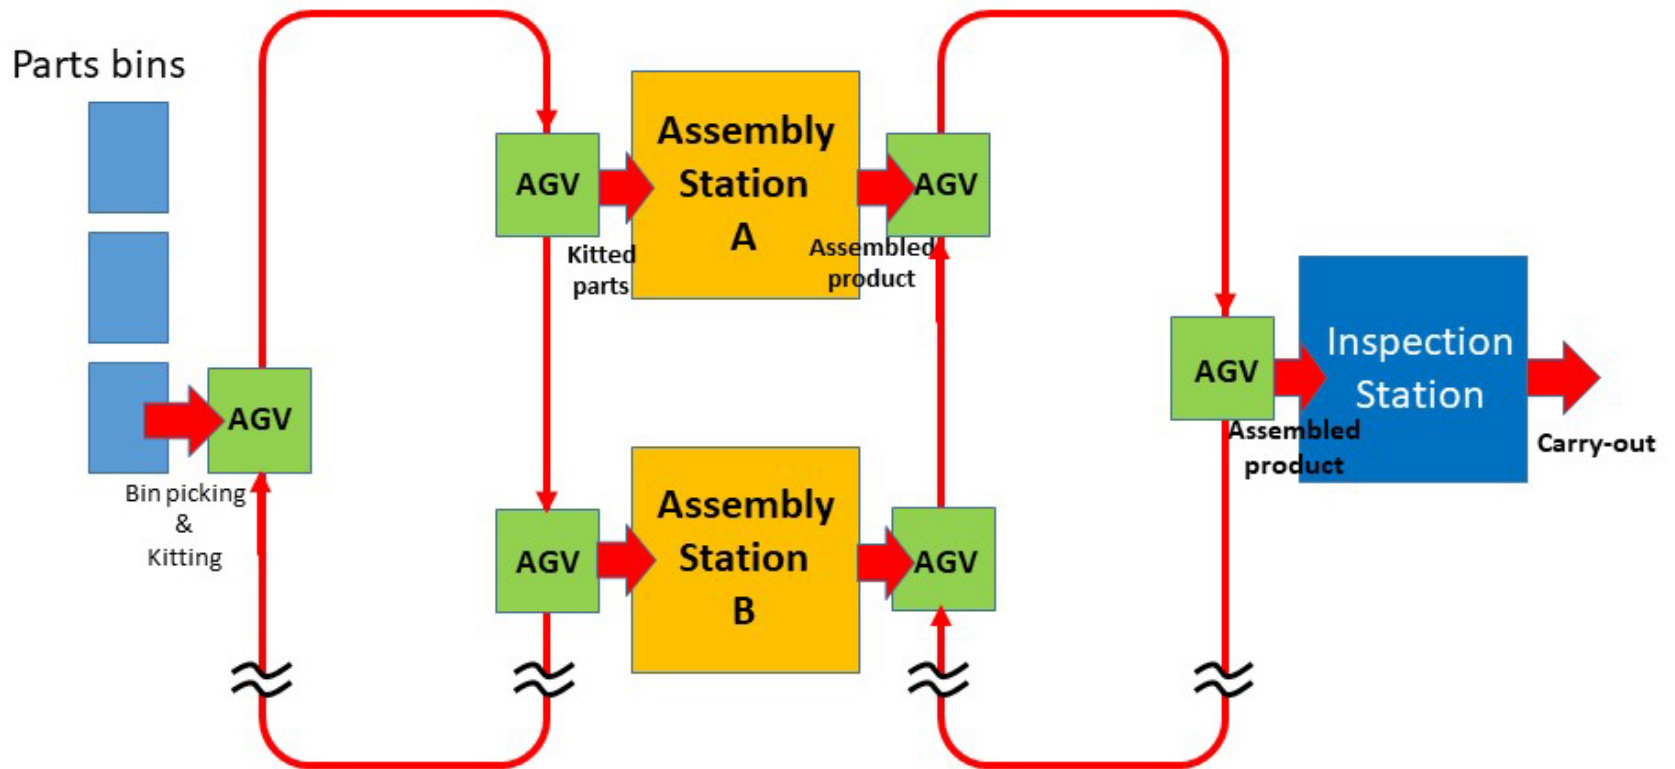 Parts bins
AGV
Bin picking
&
Kitting
AGV
Kitted
parts
Assembly
Station
A
AGV
Assembled
product
AGV
Assembly
Station
B
AGV
AGV
Assembled
product
Inspection
Station
Carry-out